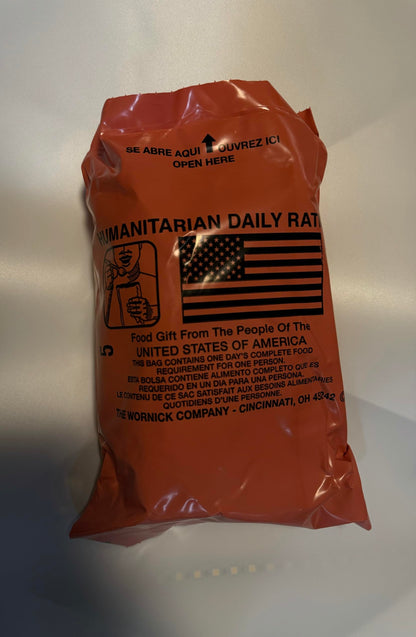 SE ABRE AQUI OUVREZ ICI
OPEN HERE
HUMANITARIAN DAILY RATI
Food Gift From The People Of The
UNITED STATES OF AMERICA
THIS BAG CONTAINS ONE DAY'S COMPLETE FOOD
REQUIREMENT FOR ONE PERSON.
ESTA BOLSA CONTIENE ALIMENTO COMPLETO QUE ES
REQUERIDO EN UN DIA PARA UNA PERSONA.
LE CONTENU DE CE SAC SATISFAIT AUX BESOINS ALIMENTAIRES
QUOTIDIENS D'UNE PERSONNE.
THE WORNICK COMPANY - CINCINNATI, OH 45242
5